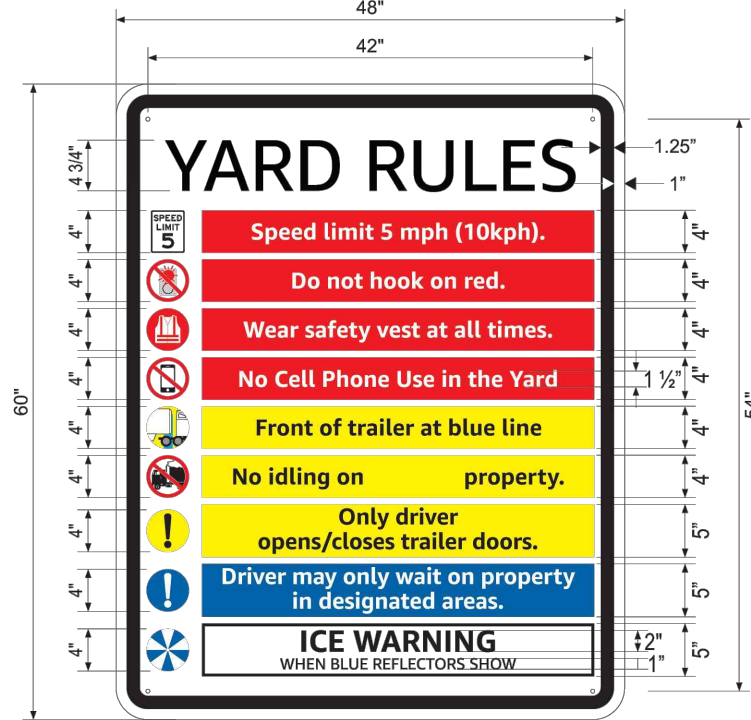 48"
42"
4 3/4"
YARD RULES
1.25”
1”
4"
SPEED
LIMIT
5
Speed limit 5 mph (10kph).
4"
4"
Do not hook on red.
4"
4"
Wear safety vest at all times.
4"
4"
No Cell Phone Use in the Yard
1 ½”
4"
60"
54"
4"
Front of trailer at blue line
4"
4"
No idling on property.
4"
4"
Only driver
opens/closes trailer doors.
5”
4"
Driver may only wait on property
in designated areas.
5”
4"
ICE WARNING
WHEN BLUE REFLECTORS SHOW
2"
1”
5”